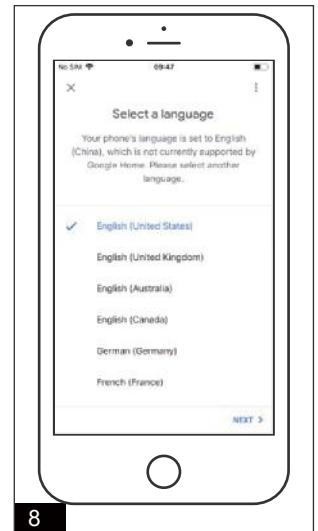 No SIM 09:47
Select a language
Your phone's language is set to English
(China), which is not currently supported by
Google Home. Please select another
language.
English (United States)
English (United Kingdom)
English (Australia)
English (Canada)
German (Germany)
French (France)
NEXT >
8